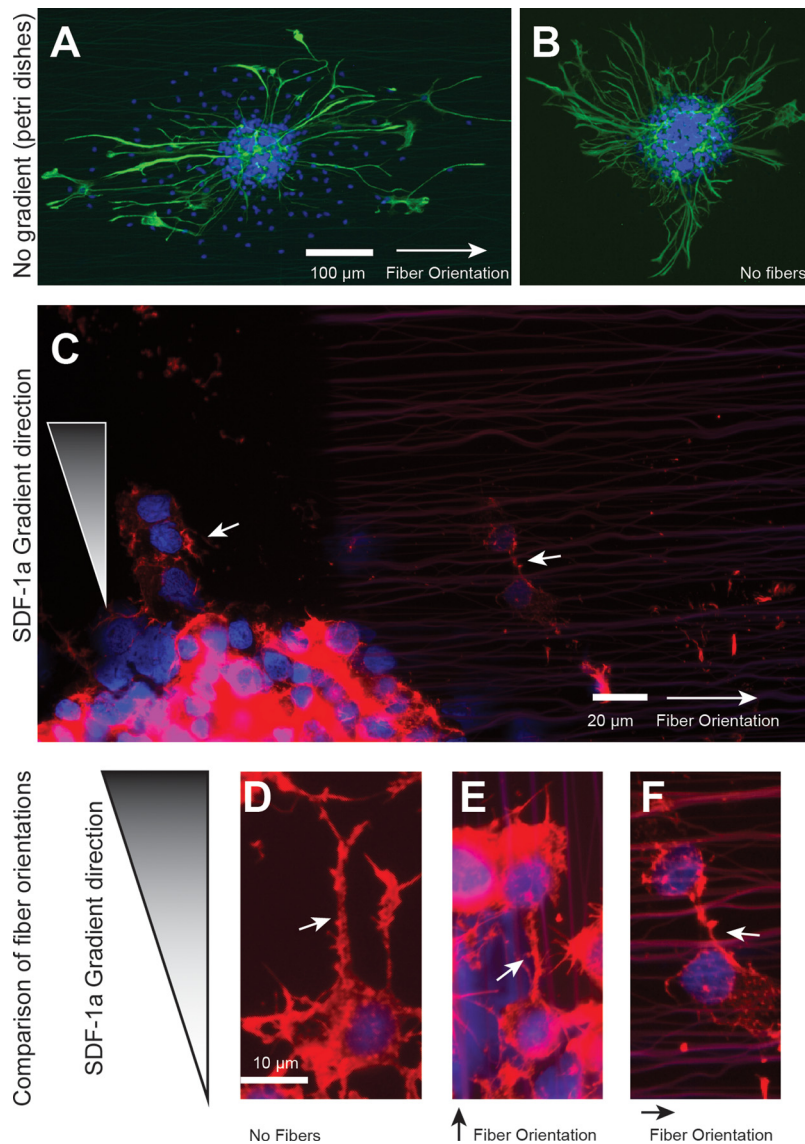 No gradient (petri dishes)
A
100 µm
Fiber Orientation
B
No fibers
SDF-1a Gradient direction
C
20 µm
Fiber Orientation
Comparison of fiber orientations
SDF-1a Gradient direction
D
10 µm
No Fibers
E
Fiber Orientation
F
Fiber Orientation